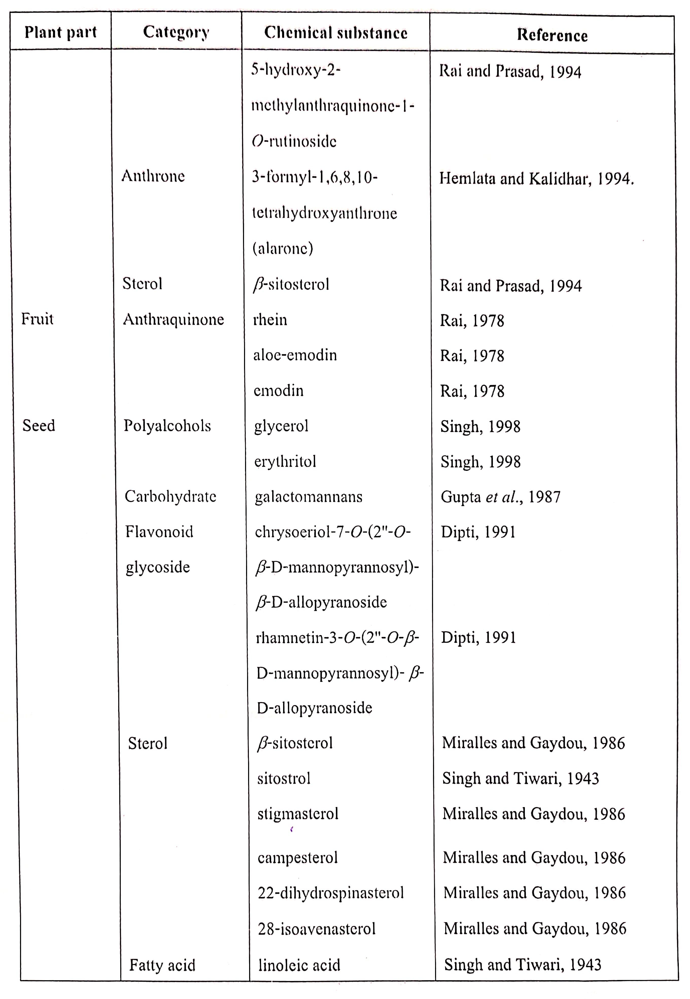 Plant part Category Chemical substance Reference
5-hydroxy-2- Rai and Prasad, 1994
methylanthraquinone-1-
O-rutinoside
Anthrone 3-formyl-1,6,8,10- Hemlata and Kalidhar, 1994.
tetrahydroxyanthrone
(alarone)
Sterol β-sitosterol Rai and Prasad, 1994
Fruit Anthraquinone rhein Rai, 1978
aloe-emodin Rai, 1978
emodin Rai, 1978
Seed Polyalcohols glycerol Singh, 1998
erythritol Singh, 1998
Carbohydrate galactomannans Gupta et al., 1987
Flavonoid chrysoeriol-7-O-(2"-O- Dipti, 1991
glycoside β-D-mannopyrannosyl)-
β-D-allopyranoside
rhamnetin-3-O-(2"-O-β- Dipti, 1991
D-mannopyrannosyl)- β-
D-allopyranoside
Sterol β-sitosterol Miralles and Gaydou, 1986
sitostrol Singh and Tiwari, 1943
stigmasterol Miralles and Gaydou, 1986
campesterol Miralles and Gaydou, 1986
22-dihydrospinasterol Miralles and Gaydou, 1986
28-isoavenasterol Miralles and Gaydou, 1986
Fatty acid linoleic acid Singh and Tiwari, 1943